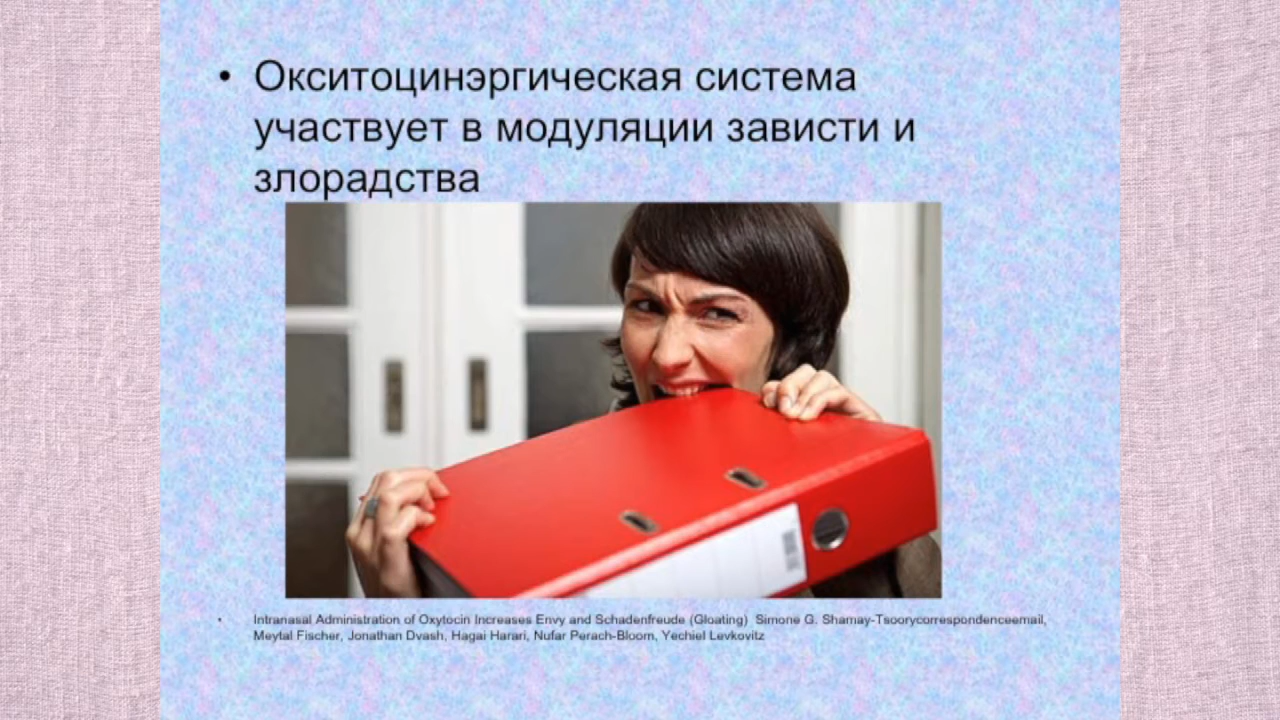 • Окситоцинэргическая система
участвует в модуляции зависти и
злорадства
• Intranasal Administration of Oxytocin Increases Envy and Schadenfreude (Gloating) Simone G. Shamay-Tsoorycorrespondenceemail,
Meytal Fischer, Jonathan Dvash, Hagai Harari, Nufar Perach-Bloom, Yechiel Levkovitz